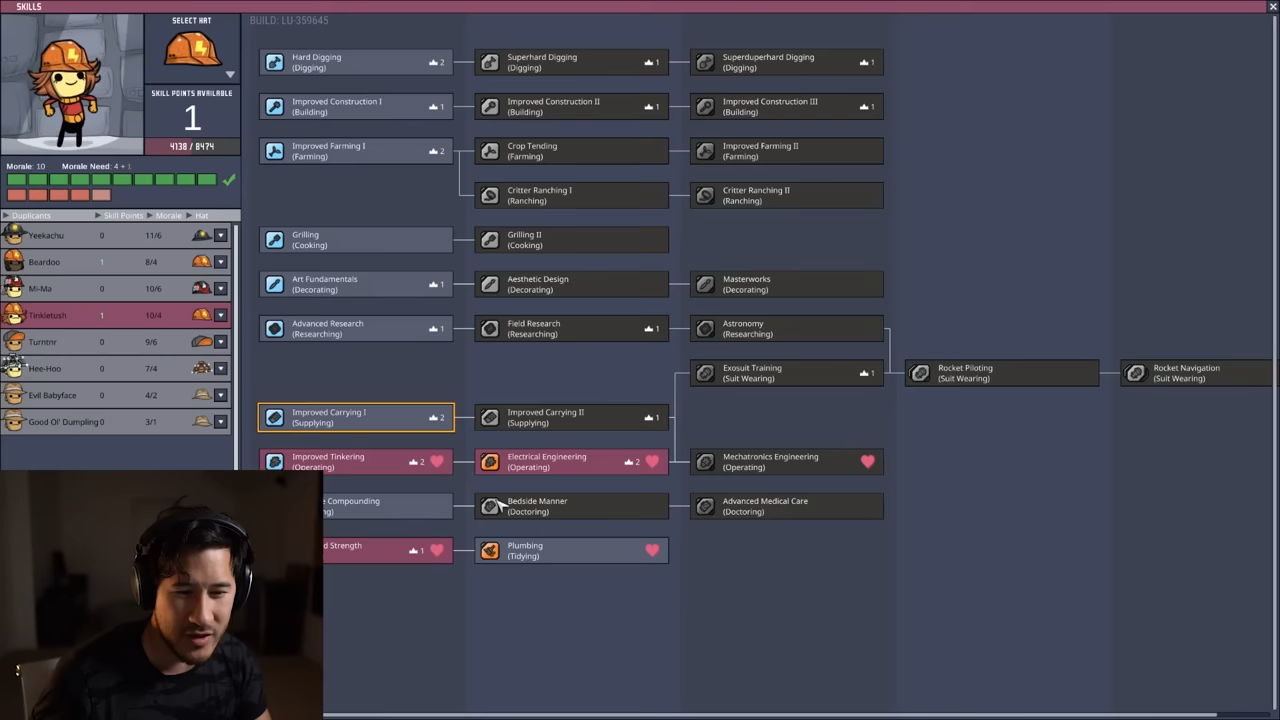 SKILLS
SELECT HAT
BUILD: LU-359645
SKILL POINTS AVAILABLE
1
4138 / 8474
Morale: 10 Morale Need: 4 + 1
Duplicants Skill Points Morale Hat
Yeekachu 0 11/6
Beardoo 1 8/4
Mi-Ma 0 10/6
Tinkletush 1 10/4
Turntnr 0 9/6
Hee-Hoo 0 7/4
Evil Babyface 0 4/2
Good Ol' Dumpling 0 3/1
Hard Digging 2
(Digging)
Superhard Digging 1
(Digging)
Superduperhard Digging 1
(Digging)
Improved Construction I 1
(Building)
Improved Construction II 1
(Building)
Improved Construction III 1
(Building)
Improved Farming I 2
(Farming)
Crop Tending
(Farming)
Improved Farming II
(Farming)
Critter Ranching I
(Ranching)
Critter Ranching II
(Ranching)
Grilling
(Cooking)
Grilling II
(Cooking)
Art Fundamentals 1
(Decorating)
Aesthetic Design
(Decorating)
Masterworks
(Decorating)
Advanced Research 1
(Researching)
Field Research 1
(Researching)
Astronomy
(Researching)
Exosuit Training 1
(Suit Wearing)
Rocket Piloting
(Suit Wearing)
Rocket Navigation
(Suit Wearing)
Improved Carrying I 2
(Supplying)
Improved Carrying II 1
(Supplying)
Improved Tinkering 2
(Operating)
Electrical Engineering 2
(Operating)
Mechatronics Engineering
(Operating)
Compounding
Bedside Manner
(Doctoring)
Advanced Medical Care
(Doctoring)
Strength 1
Plumbing
(Tidying)